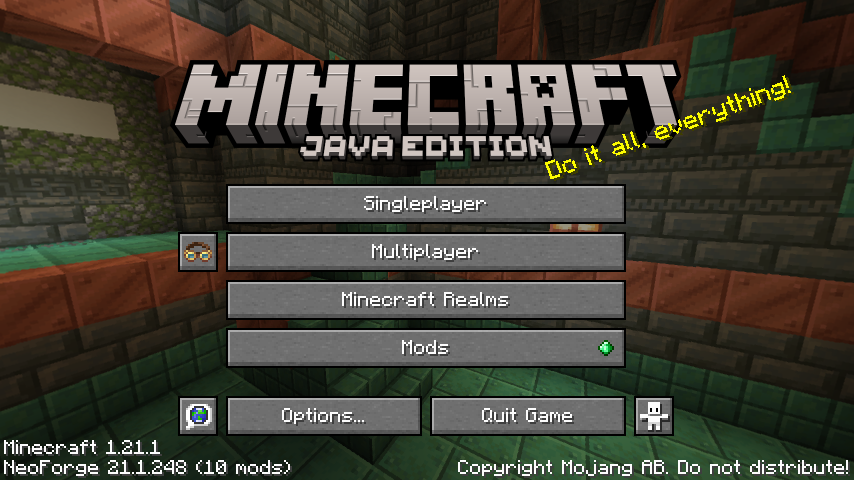 MINECRAFT
JAVA EDITION
Do it all, everything!
Singleplayer
Multiplayer
Minecraft Realms
Mods
Options...
Quit Game
Minecraft 1.21.1
NeoForge 21.1.248 (10 mods)
Copyright Mojang AB. Do not distribute!